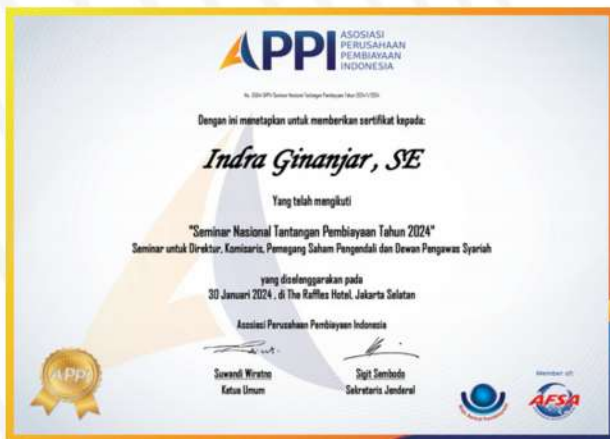 APPI
ASOSIASI
PERUSAHAAN
PEMBIAYAAN
INDONESIA
Dengan ini menetapkan untuk memberikan sertifikat kepada:
Indra Ginanjar, SE
Yang telah mengikuti
"Seminar Nasional Tantangan Pembiayaan Tahun 2024"
Seminar untuk Direktur, Komisaris, Pemegang Saham Pengendali dan Dewan Pengawas Syariah
yang diselenggarakan pada
30 Januari 2024 , di The Raffles Hotel, Jakarta Selatan
Asosiasi Perusahaan Pembiayaan Indonesia
Suwandi Wiratno
Ketua Umum
Sigit Sembodo
Sekretaris Jenderal
APPI
Member of:
AFSA